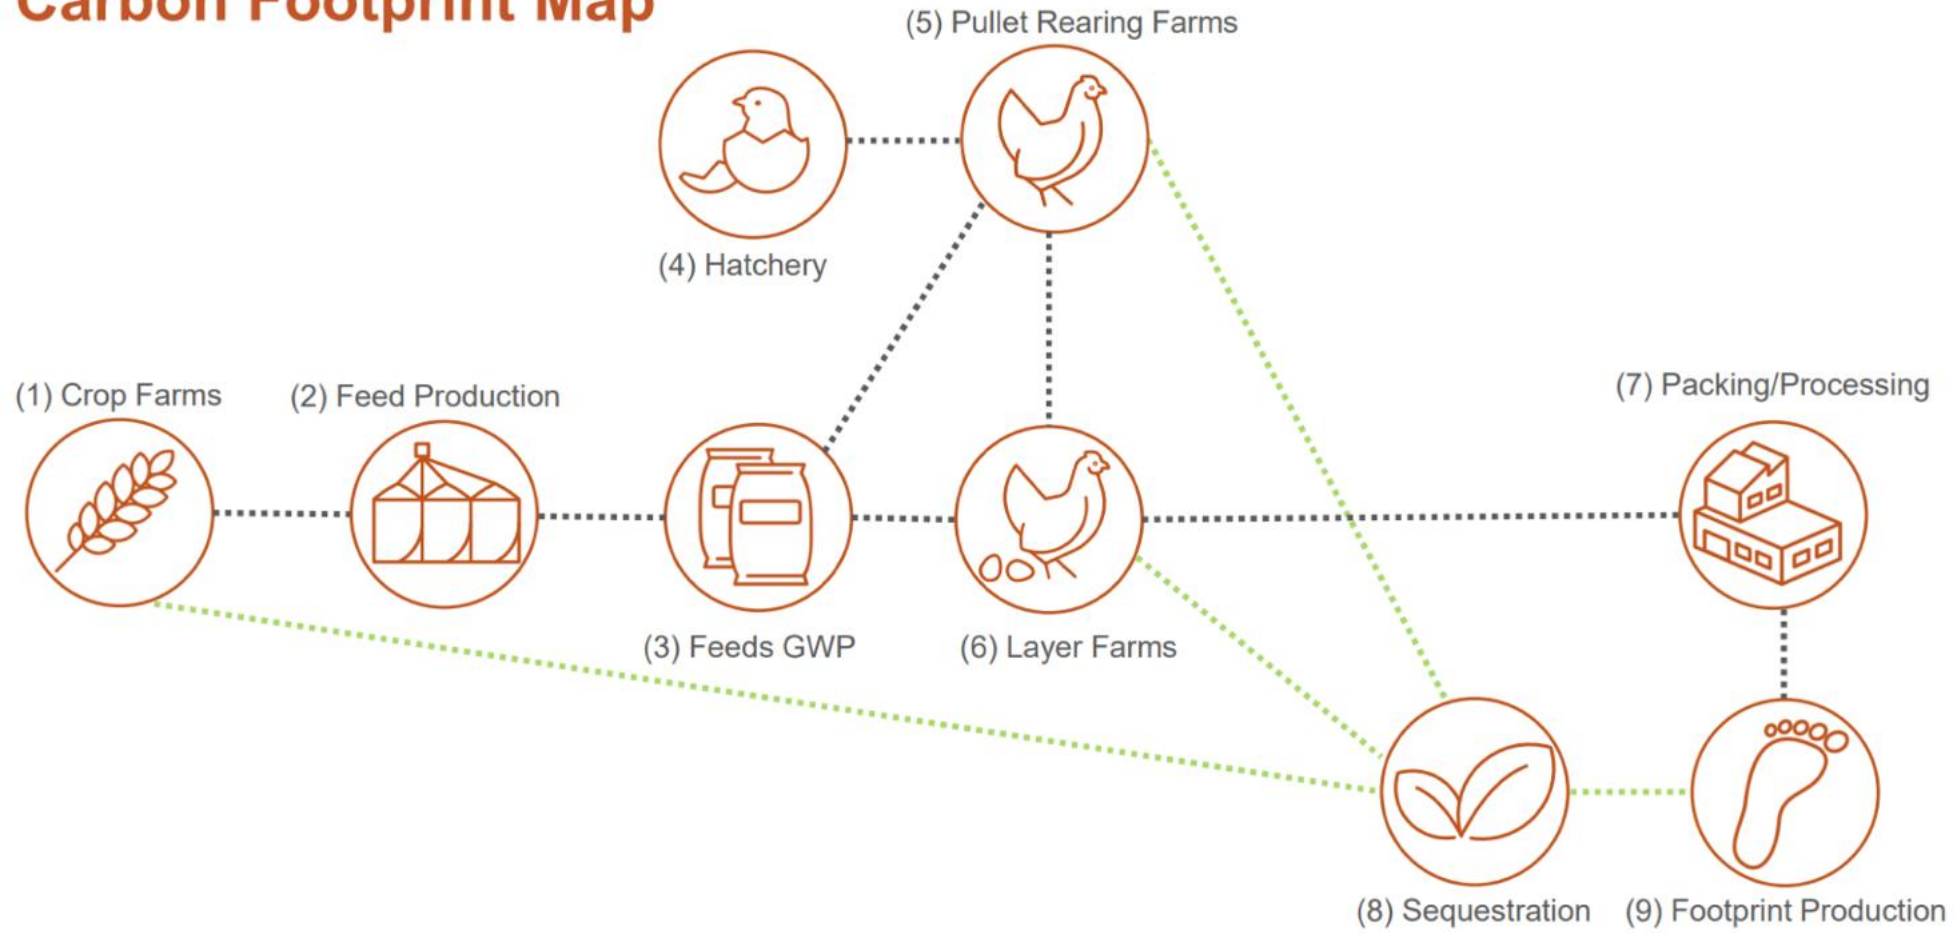 Carbon Footprint Map
(5) Pullet Rearing Farms
(4) Hatchery
(1) Crop Farms
(2) Feed Production
(7) Packing/Processing
(3) Feeds GWP
(6) Layer Farms
(8) Sequestration
(9) Footprint Production